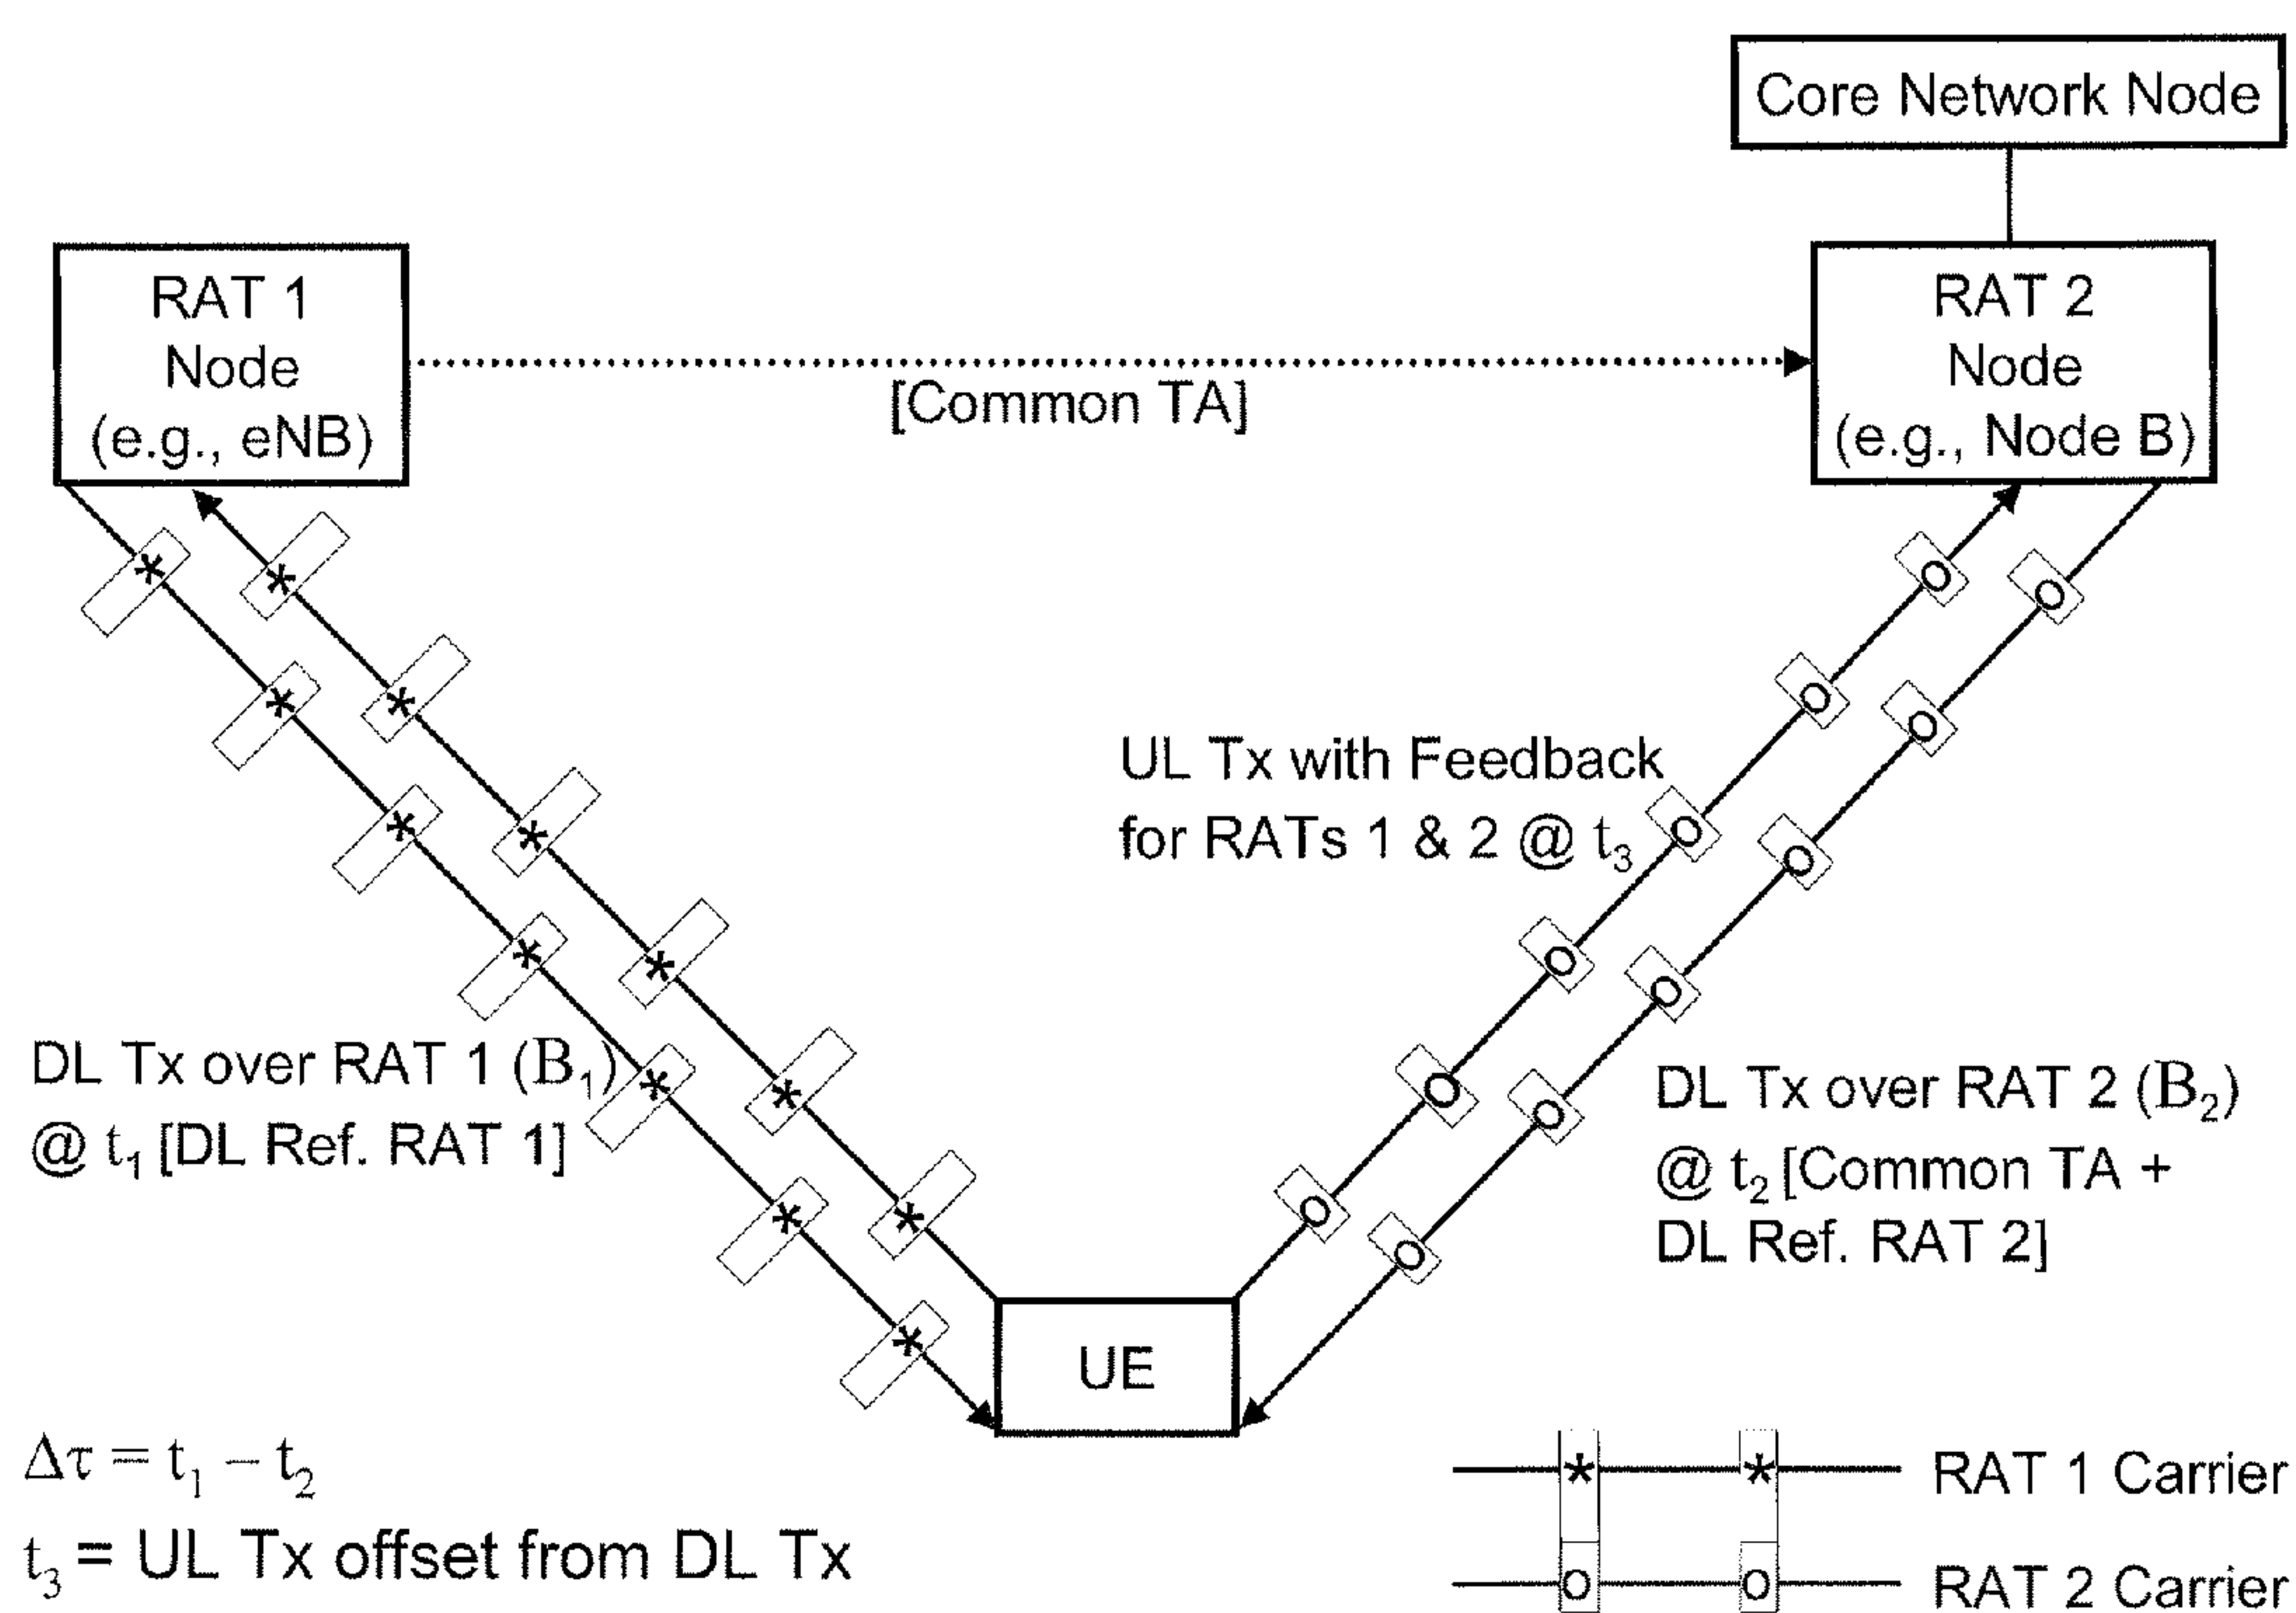 Core Network Node
RAT 1
Node
(e.g., eNB)
[Common TA]
RAT 2
Node
(e.g., Node B)
UL Tx with Feedback
for RATs 1 & 2 @ t₃
DL Tx over RAT 1 (B₁)
@ t₁ [DL Ref. RAT 1]
DL Tx over RAT 2 (B₂)
@ t₂ [Common TA +
DL Ref. RAT 2]
UE
Δτ = t₁ – t₂
t₃ = UL Tx offset from DL Tx
RAT 1 Carrier
RAT 2 Carrier